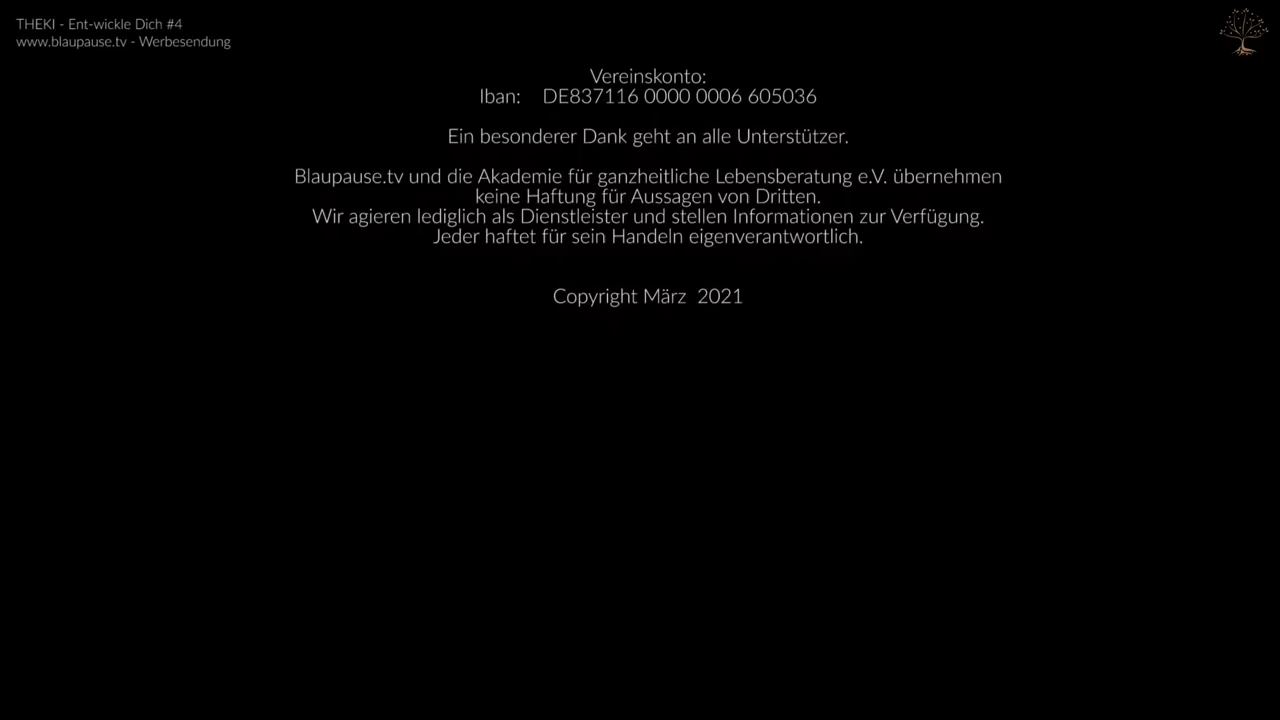 THEKI - Ent-wickle Dich #4
www.blaupause.tv - Werbesendung
Vereinskonto:
Iban: DE837116 0000 0006 605036
Ein besonderer Dank geht an alle Unterstützer.
Blaupause.tv und die Akademie für ganzheitliche Lebensberatung e.V. übernehmen
keine Haftung für Aussagen von Dritten.
Wir agieren lediglich als Dienstleister und stellen Informationen zur Verfügung.
Jeder haftet für sein Handeln eigenverantwortlich.
Copyright März 2021